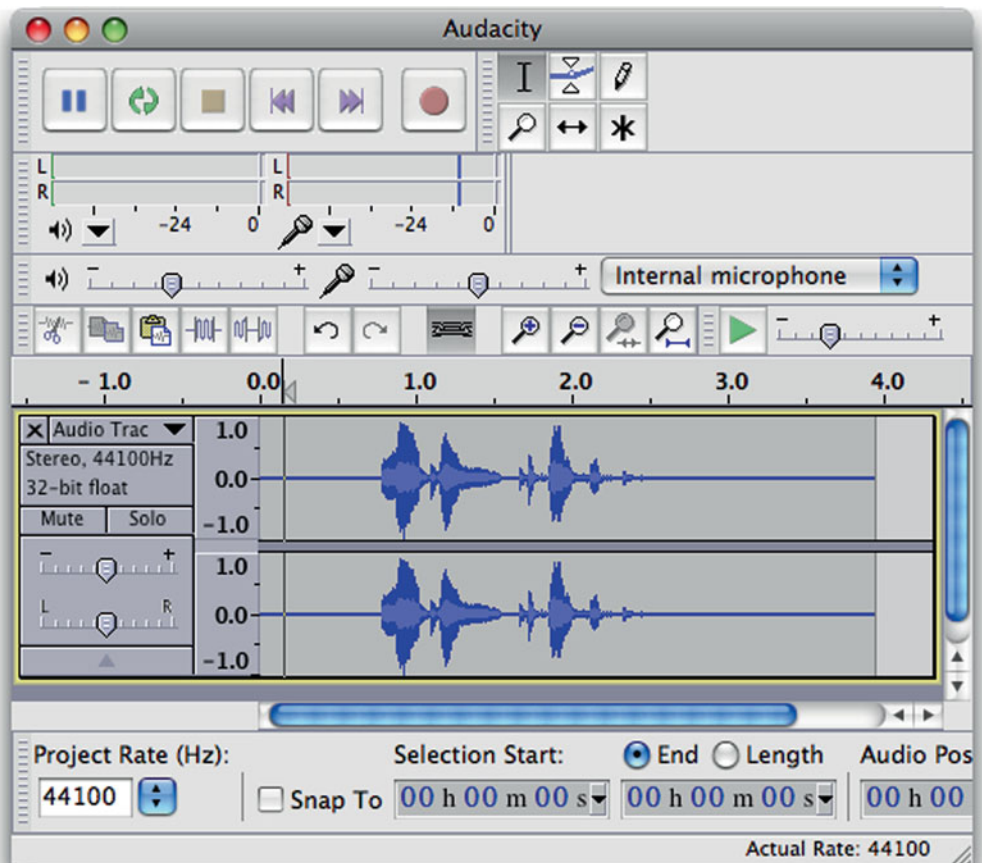 Audacity
L
R
-24 0
L
R
-24 0
- +
- +
Internal microphone
- +
- 1.0 0.0 1.0 2.0 3.0 4.0
X Audio Trac
Stereo, 44100Hz
32-bit float
Mute Solo
- +
L R
1.0
0.0
-1.0
1.0
0.0
-1.0
Project Rate (Hz):
44100
Snap To
Selection Start:
00 h 00 m 00 s
End Length
00 h 00 m 00 s
Audio Pos
00 h 00
Actual Rate: 44100